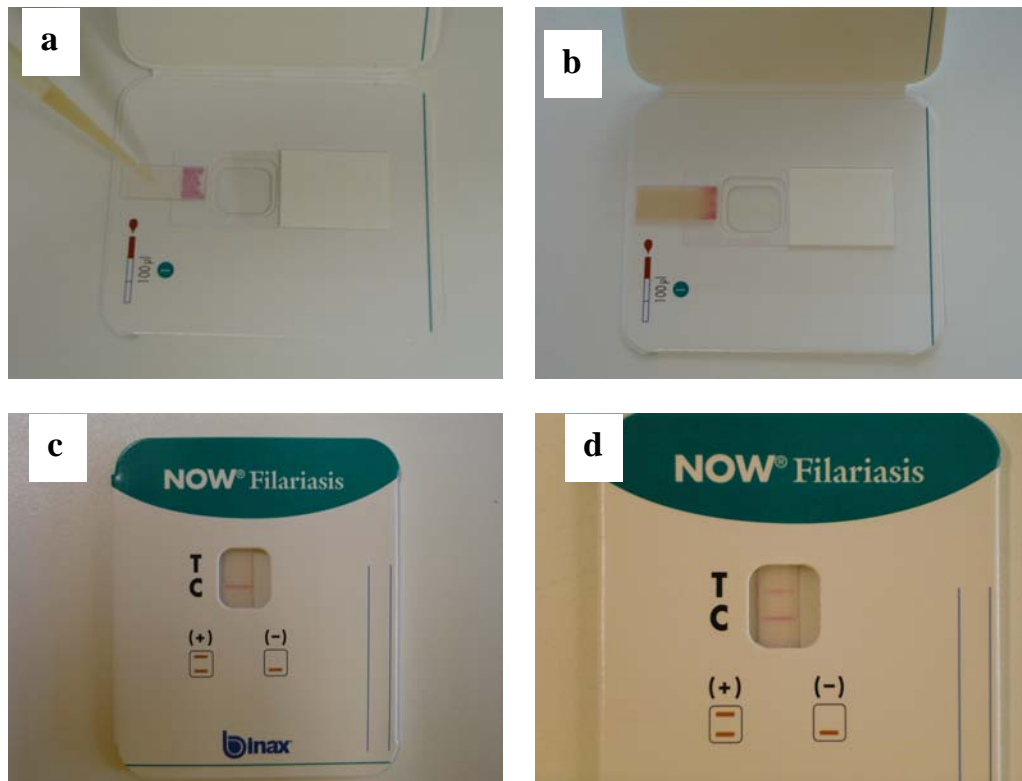 a
100 µl
1
b
100 µl
1
c
NOW® Filariasis
T
C
(+) (-)
binax
d
NOW® Filariasis
T
C
(+) (-)